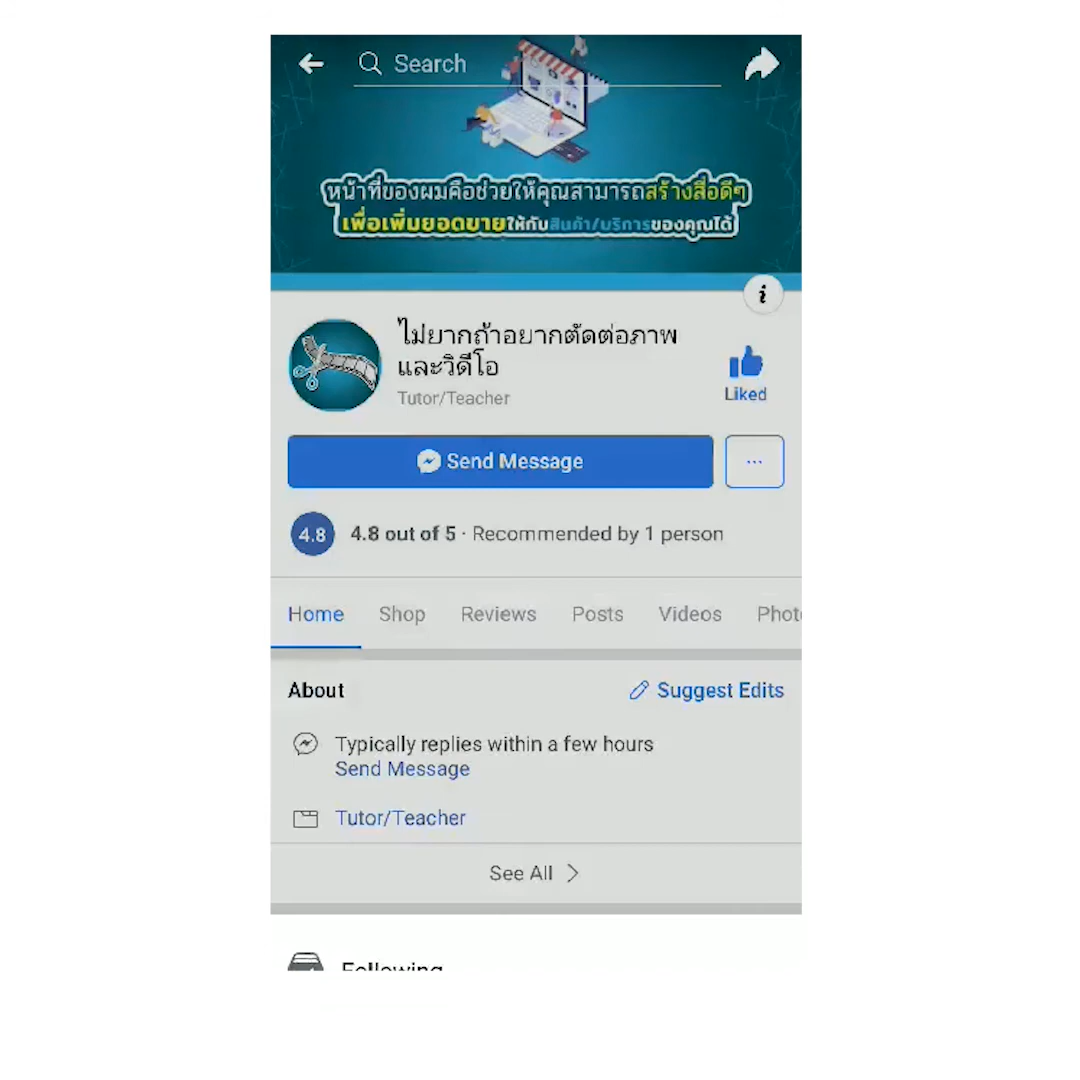 Search
หน้าที่ของผมคือช่วยให้คุณสามารถสร้างสื่อดีๆ
เพื่อเพิ่มยอดขายให้กับสินค้า/บริการของคุณได้
i
ไม่ยากถ้าอยากตัดต่อภาพ
และวิดีโอ
Tutor/Teacher
Liked
Send Message
...
4.8
4.8 out of 5 · Recommended by 1 person
Home Shop Reviews Posts Videos Phot
About
Suggest Edits
Typically replies within a few hours
Send Message
Tutor/Teacher
See All
Following